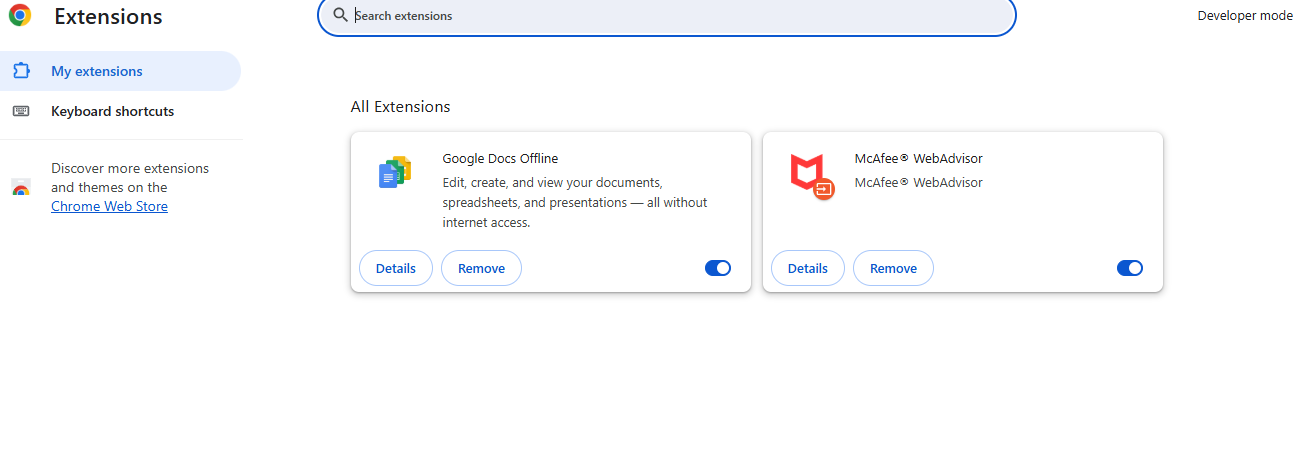 Extensions
Search extensions
Developer mode
My extensions
Keyboard shortcuts
Discover more extensions
and themes on the
Chrome Web Store
All Extensions
Google Docs Offline
Edit, create, and view your documents,
spreadsheets, and presentations — all without
internet access.
Details
Remove
McAfee® WebAdvisor
McAfee® WebAdvisor
Details
Remove